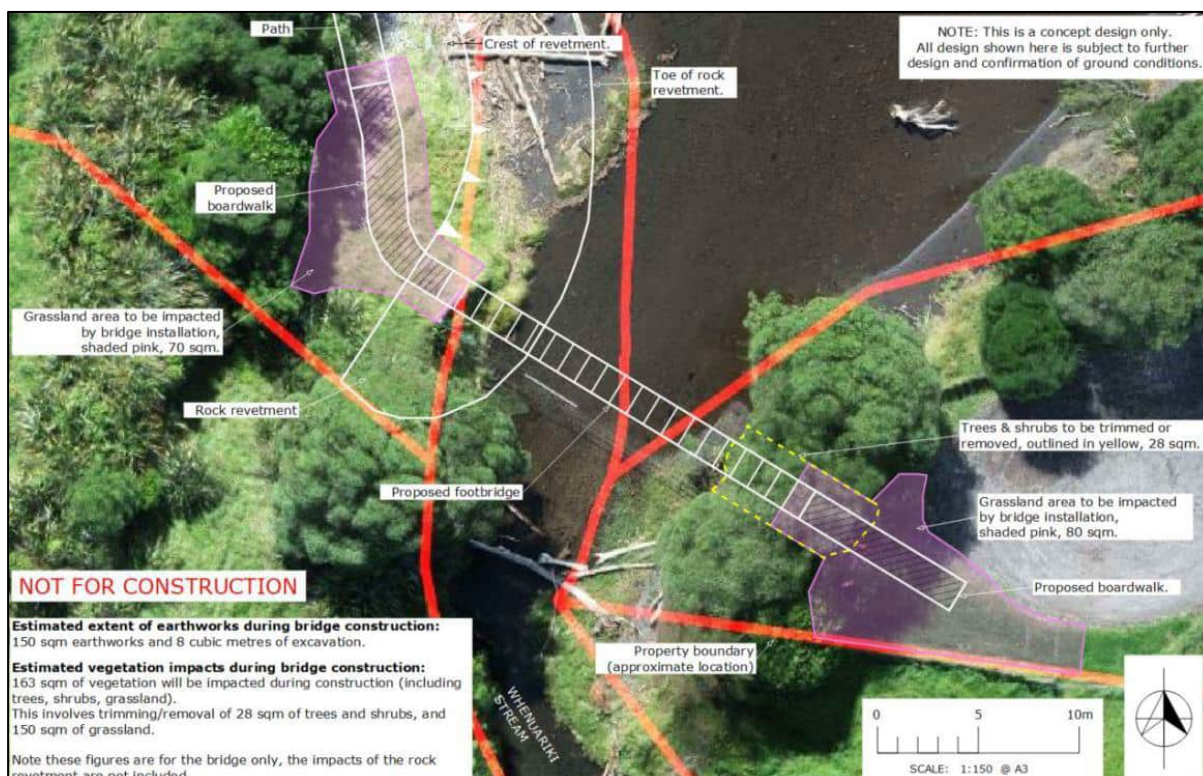 Path
Crest of revetment.
NOTE: This is a concept design only.
All design shown here is subject to further
design and confirmation of ground conditions.
Toe of rock
revetment.
Proposed
boardwalk
Grassland area to be impacted
by bridge installation,
shaded pink, 70 sqm.
Rock revetment
Trees & shrubs to be trimmed or
removed, outlined in yellow, 28 sqm.
Proposed footbridge
Grassland area to be impacted
by bridge installation,
shaded pink, 80 sqm.
Proposed boardwalk.
Property boundary
(approximate location)
NOT FOR CONSTRUCTION
Estimated extent of earthworks during bridge construction:
150 sqm earthworks and 8 cubic metres of excavation.
Estimated vegetation impacts during bridge construction:
163 sqm of vegetation will be impacted during construction (including
trees, shrubs, grassland).
This involves trimming/removal of 28 sqm of trees and shrubs, and
150 sqm of grassland.
Note these figures are for the bridge only, the impacts of the rock
revetment are not included
WHENUARIKI
STREAM
0 5 10m
SCALE: 1:150 @ A3